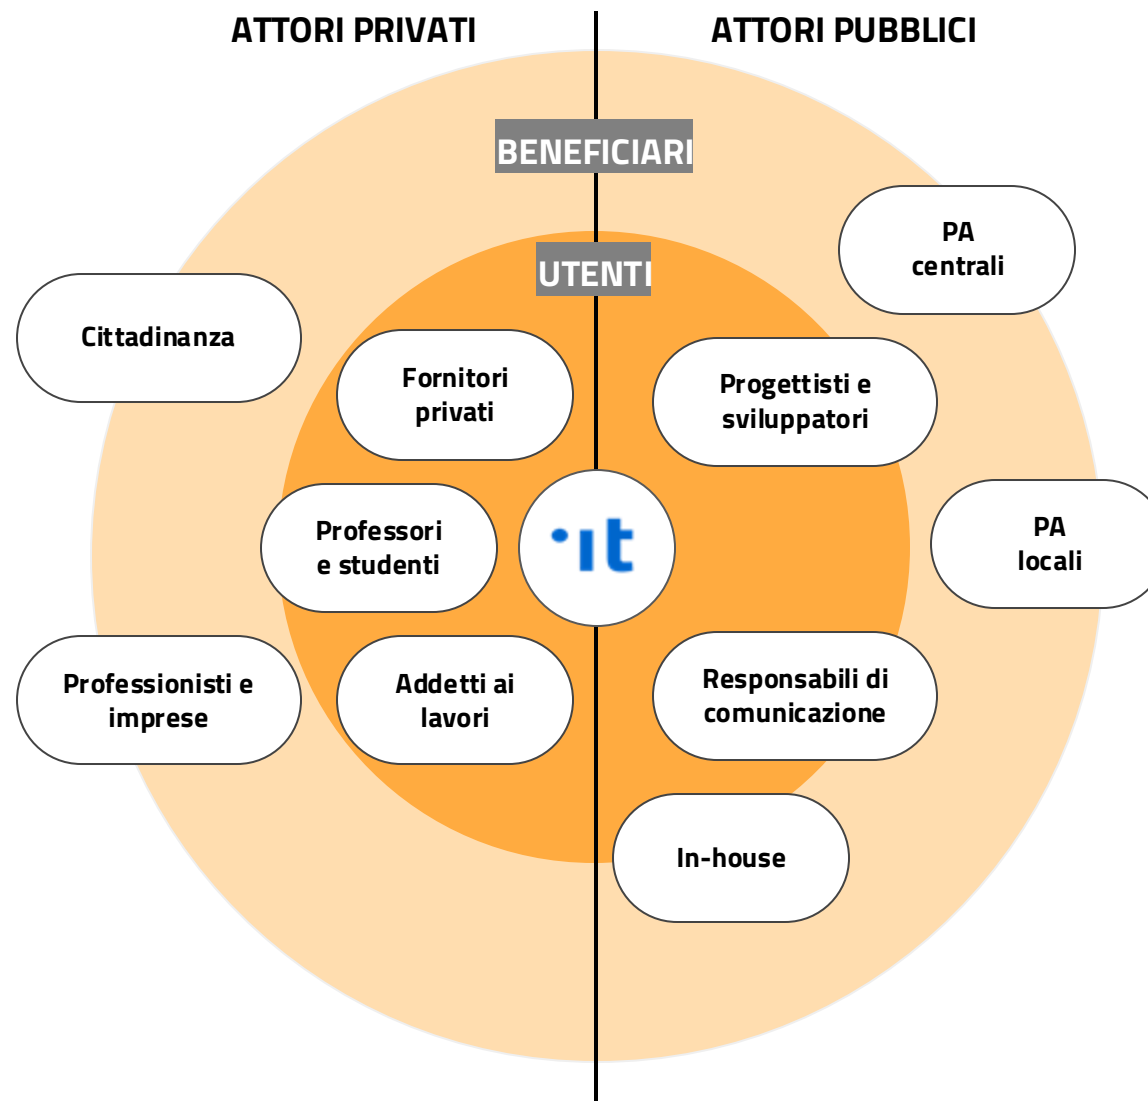 ATTORI PRIVATI
ATTORI PUBBLICI
BENEFICIARI
UTENTI
PA
centrali
Cittadinanza
Fornitori
privati
Progettisti e
sviluppatori
Professori
e studenti
·it
PA
locali
Professionisti e
imprese
Addetti ai
lavori
Responsabili di
comunicazione
In-house